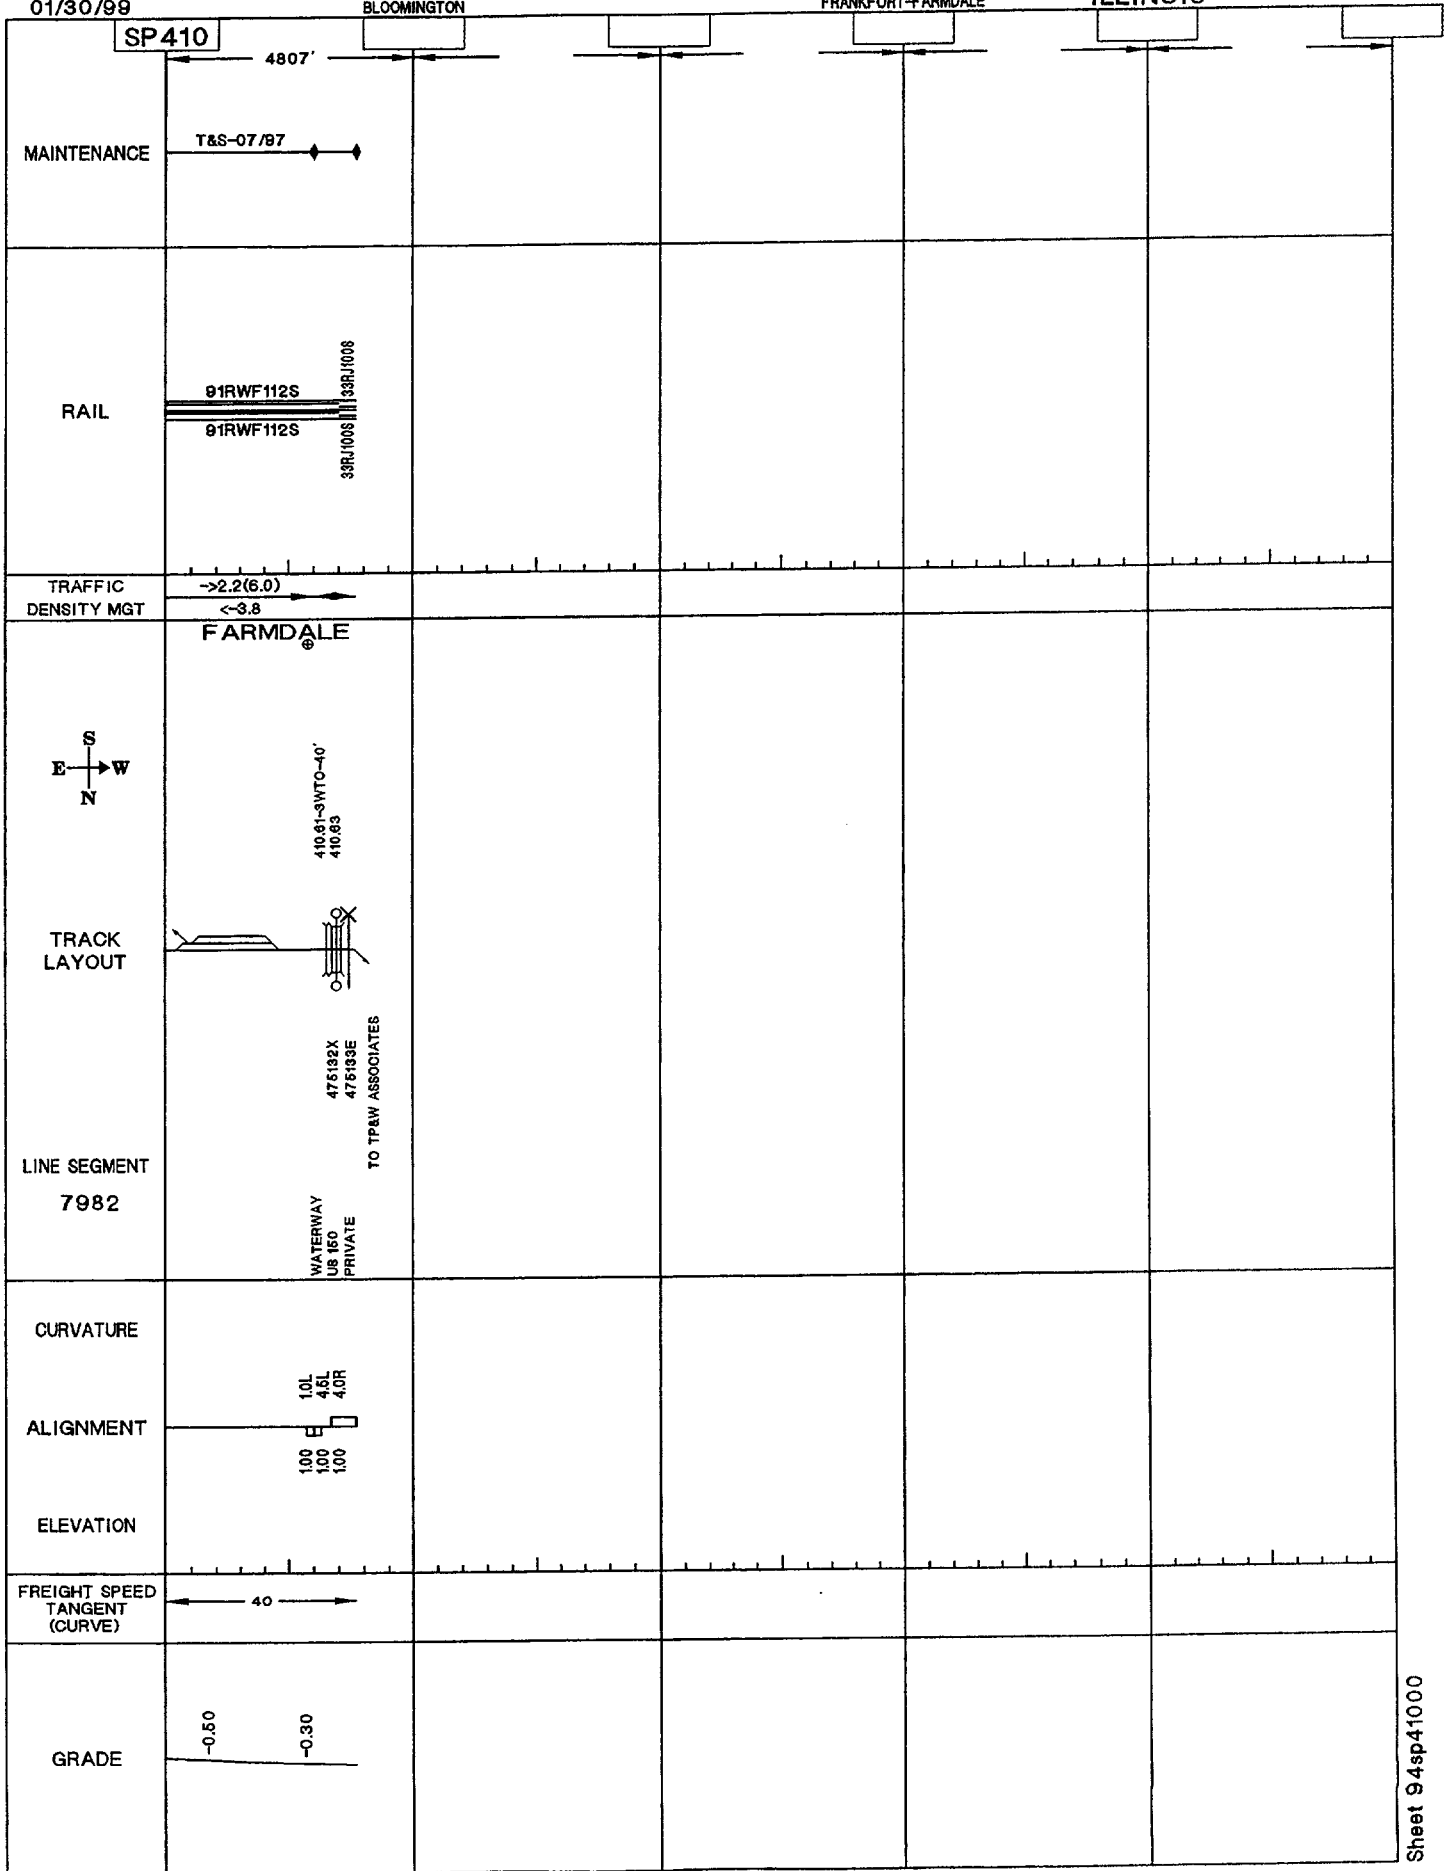 01/30/99
BLOOMINGTON
FRANKFORT-FARMDALE
ILLINOIS
SP410
4807'
MAINTENANCE
T&S-07/97
RAIL
91RWF112S
91RWF112S
33RJ100S
33RJ100S
TRAFFIC
DENSITY MGT
->2.2(6.0)
<-3.8
FARMDALE
S
E W
N
410.61-3WTO-40'
410.63
TRACK
LAYOUT
475132X
475133E
TO TP&W ASSOCIATES
LINE SEGMENT
7982
WATERWAY
US 150
PRIVATE
CURVATURE
1.0L
4.5L
4.0R
ALIGNMENT
1.00
1.00
1.00
ELEVATION
FREIGHT SPEED
TANGENT
(CURVE)
40
GRADE
-0.50
-0.30
Sheet 94sp41000